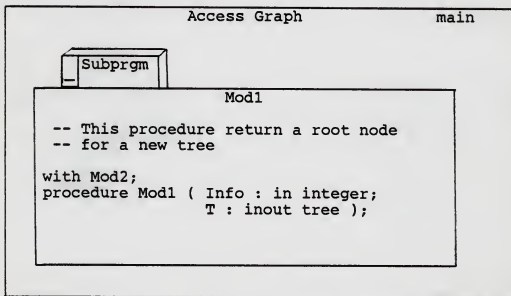 Access Graph main
Subprgm
Mod1
-- This procedure return a root node
-- for a new tree
with Mod2;
procedure Mod1 ( Info : in integer;
T : inout tree );